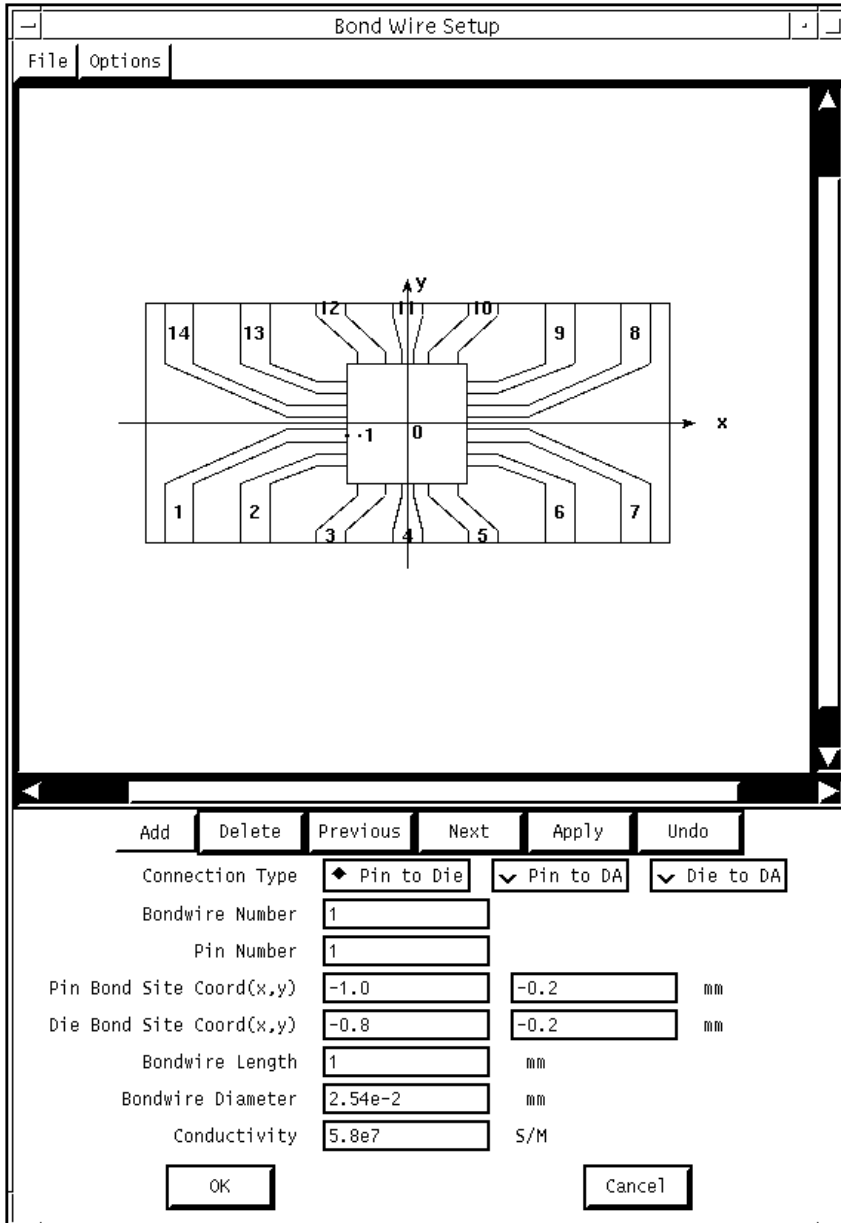 Bond Wire Setup
File Options
y
12 11 10
14 13 9 8
x
1 0
1 2 6 7
3 4 5
Add Delete Previous Next Apply Undo
Connection Type Pin to Die Pin to DA Die to DA
Bondwire Number 1
Pin Number 1
Pin Bond Site Coord(x,y) -1.0 -0.2 mm
Die Bond Site Coord(x,y) -0.8 -0.2 mm
Bondwire Length 1 mm
Bondwire Diameter 2.54e-2 mm
Conductivity 5.8e7 S/M
OK Cancel